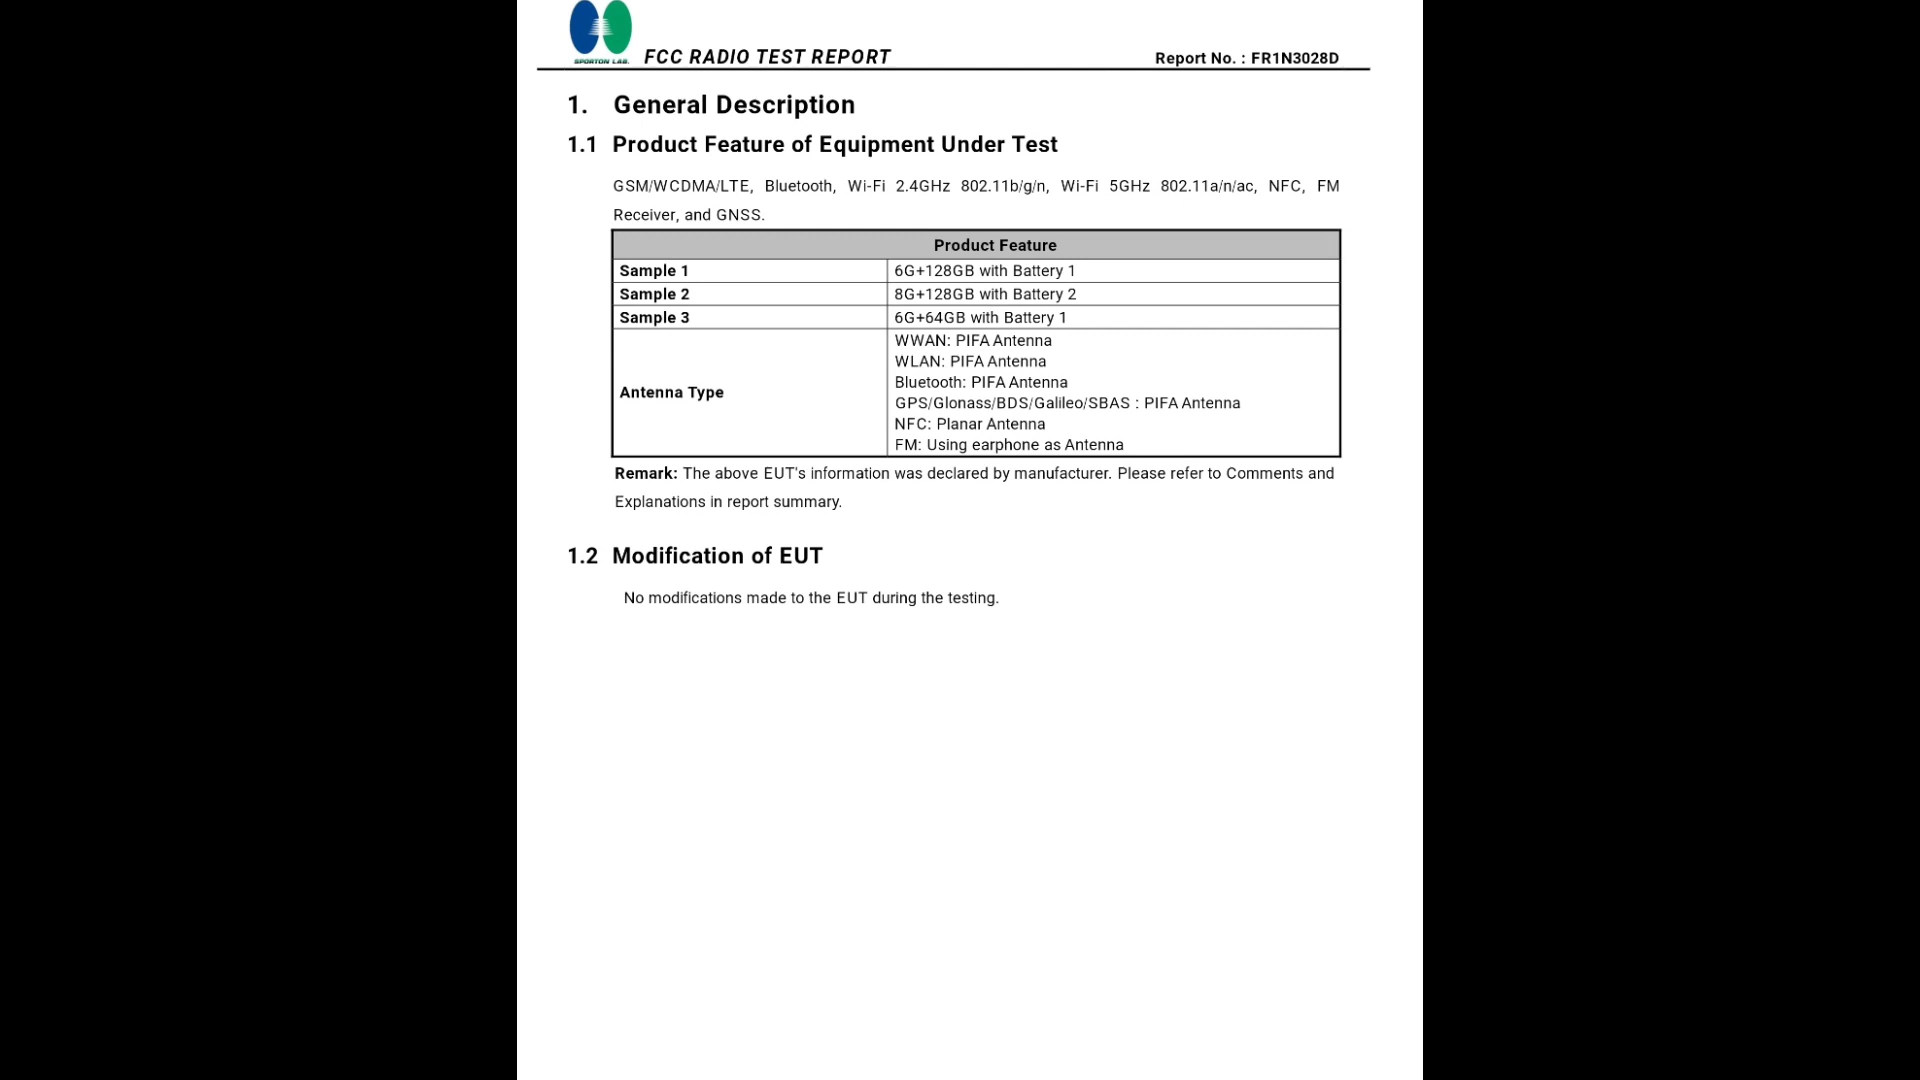 SPORTON LAB.
FCC RADIO TEST REPORT
Report No. : FR1N3028D
1. General Description
1.1 Product Feature of Equipment Under Test
GSM/WCDMA/LTE, Bluetooth, Wi-Fi 2.4GHz 802.11b/g/n, Wi-Fi 5GHz 802.11a/n/ac, NFC, FM
Receiver, and GNSS.
Product Feature
Sample 1 6G+128GB with Battery 1
Sample 2 8G+128GB with Battery 2
Sample 3 6G+64GB with Battery 1
Antenna Type
WWAN: PIFA Antenna
WLAN: PIFA Antenna
Bluetooth: PIFA Antenna
GPS/Glonass/BDS/Galileo/SBAS : PIFA Antenna
NFC: Planar Antenna
FM: Using earphone as Antenna
Remark: The above EUT's information was declared by manufacturer. Please refer to Comments and
Explanations in report summary.
1.2 Modification of EUT
No modifications made to the EUT during the testing.